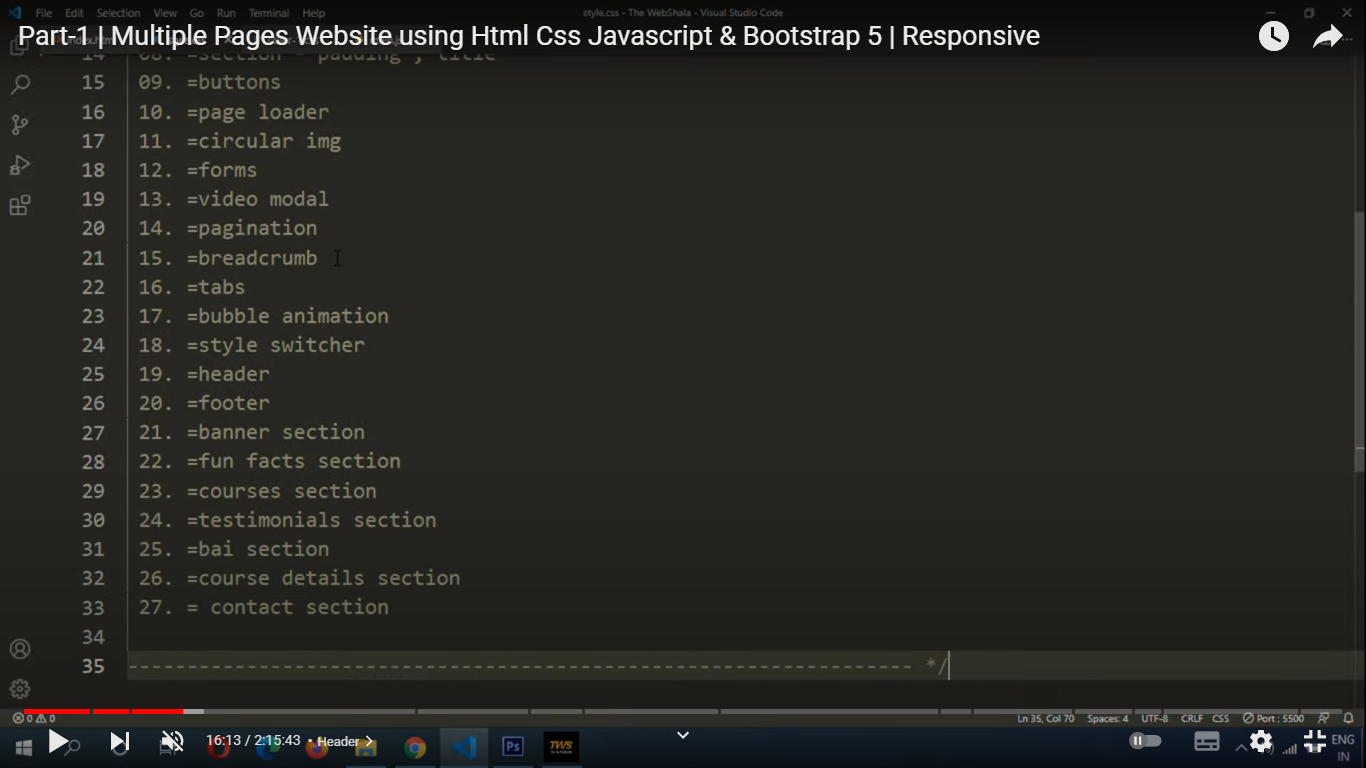 File Edit Selection View Go Run Terminal Help
style.css - The WebShala - Visual Studio Code
Part-1 | Multiple Pages Website using Html Css Javascript & Bootstrap 5 | Responsive
14 08. =section - padding , title
15 09. =buttons
16 10. =page loader
17 11. =circular img
18 12. =forms
19 13. =video modal
20 14. =pagination
21 15. =breadcrumb
22 16. =tabs
23 17. =bubble animation
24 18. =style switcher
25 19. =header
26 20. =footer
27 21. =banner section
28 22. =fun facts section
29 23. =courses section
30 24. =testimonials section
31 25. =bai section
32 26. =course details section
33 27. = contact section
34
35 ------------------------------------------------------------------ */
0 0 Ln 35, Col 70 Spaces: 4 UTF-8 CRLF CSS Port : 5500
16:13 / 2:15:43 • Header
Ps TWS ENG
IN